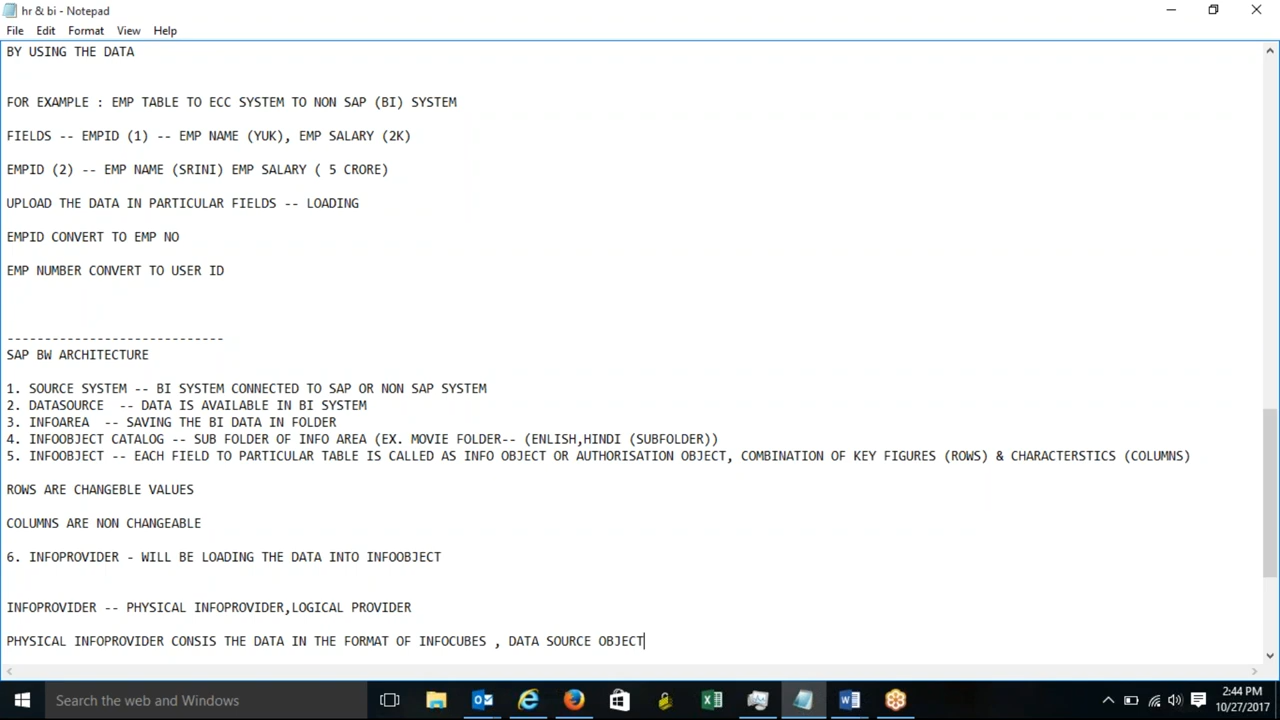 hr & bi - Notepad
File Edit Format View Help
BY USING THE DATA
FOR EXAMPLE : EMP TABLE TO ECC SYSTEM TO NON SAP (BI) SYSTEM
FIELDS -- EMPID (1) -- EMP NAME (YUK), EMP SALARY (2K)
EMPID (2) -- EMP NAME (SRINI) EMP SALARY ( 5 CRORE)
UPLOAD THE DATA IN PARTICULAR FIELDS -- LOADING
EMPID CONVERT TO EMP NO
EMP NUMBER CONVERT TO USER ID
-----------------------------
SAP BW ARCHITECTURE
1. SOURCE SYSTEM -- BI SYSTEM CONNECTED TO SAP OR NON SAP SYSTEM
2. DATASOURCE  -- DATA IS AVAILABLE IN BI SYSTEM
3. INFOAREA  -- SAVING THE BI DATA IN FOLDER
4. INFOOBJECT CATALOG -- SUB FOLDER OF INFO AREA (EX. MOVIE FOLDER-- (ENLISH,HINDI (SUBFOLDER))
5. INFOOBJECT -- EACH FIELD TO PARTICULAR TABLE IS CALLED AS INFO OBJECT OR AUTHORISATION OBJECT, COMBINATION OF KEY FIGURES (ROWS) & CHARACTERSTICS (COLUMNS)
ROWS ARE CHANGEBLE VALUES
COLUMNS ARE NON CHANGEABLE
6. INFOPROVIDER - WILL BE LOADING THE DATA INTO INFOOBJECT
INFOPROVIDER -- PHYSICAL INFOPROVIDER,LOGICAL PROVIDER
PHYSICAL INFOPROVIDER CONSIS THE DATA IN THE FORMAT OF INFOCUBES , DATA SOURCE OBJECT
Search the web and Windows
2:44 PM
10/27/2017